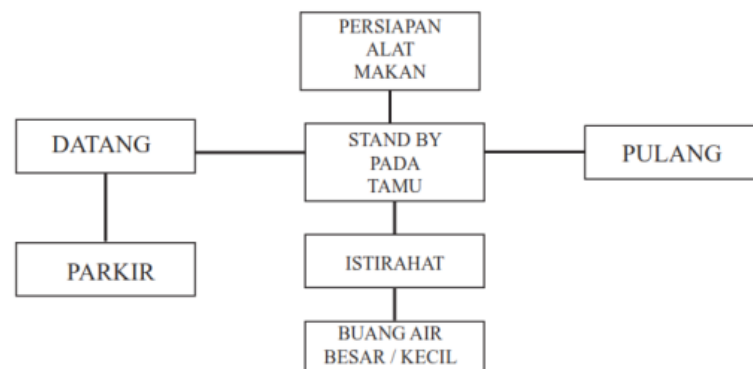 PERSIAPAN
ALAT
MAKAN
DATANG
STAND BY
PADA
TAMU
PULANG
PARKIR
ISTIRAHAT
BUANG AIR
BESAR / KECIL